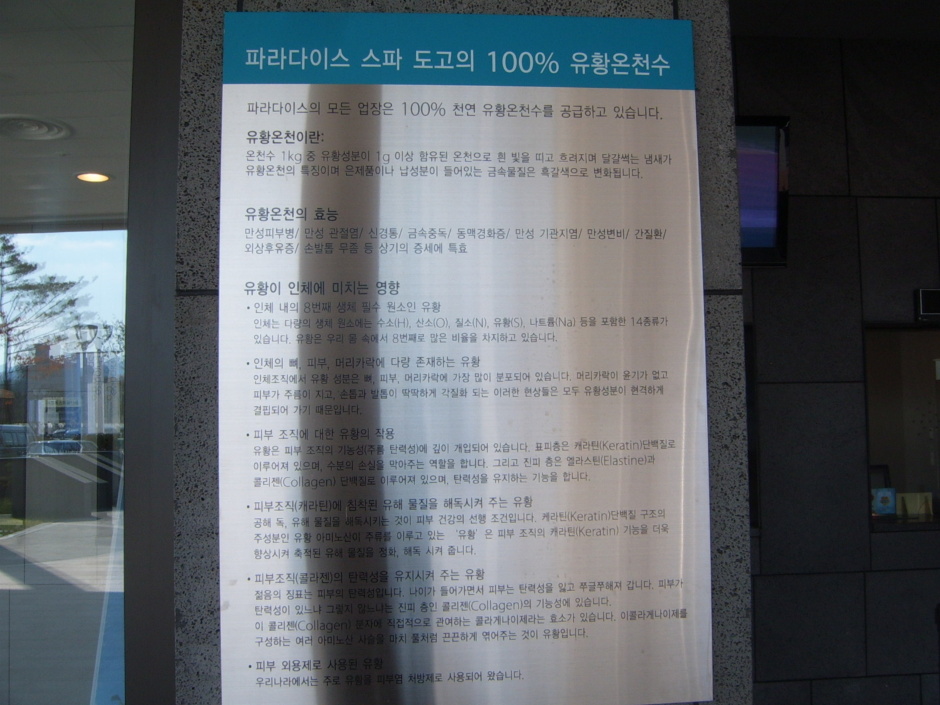 파라다이스 스파 도고의 100% 유황온천수
파라다이스의 모든 업장은 100% 천연 유황온천수를 공급하고 있습니다.
유황온천이란:
온천수 1kg 중 유황성분이 1g 이상 함유된 온천으로 흰 빛을 띠고 흐려지며 달걀썩는 냄새가
유황온천의 특징이며 은제품이나 납성분이 들어있는 금속물질은 흑갈색으로 변화됩니다.
유황온천의 효능
만성피부병/ 만성 관절염/ 신경통/ 금속중독/ 동맥경화증/ 만성 기관지염/ 만성변비/ 간질환/
외상후유증/ 손발톱 무좀 등 상기의 증세에 특효
유황이 인체에 미치는 영향
• 인체 내의 8번째 생체 필수 원소인 유황
인체는 다량의 생체 원소에는 수소(H), 산소(O), 질소(N), 유황(S), 나트륨(Na) 등을 포함한 14종류가
있습니다. 유황은 우리 몸 속에서 8번째로 많은 비율을 차지하고 있습니다.
• 인체의 뼈, 피부, 머리카락에 다량 존재하는 유황
인체조직에서 유황 성분은 뼈, 피부, 머리카락에 가장 많이 분포되어 있습니다. 머리카락이 윤기가 없고
피부가 주름이 지고, 손톱과 발톱이 딱딱하게 각질화 되는 이러한 현상들은 모두 유황성분이 현격하게
결핍되어 가기 때문입니다.
• 피부 조직에 대한 유황의 작용
유황은 피부 조직의 기능성(주름 탄력성)에 깊이 개입되어 있습니다. 표피층은 캐라틴(Keratin)단백질로
이루어져 있으며, 수분의 손실을 막아주는 역할을 합니다. 그리고 진피 층은 엘라스틴(Elastine)과
콜리젠(Collagen) 단백질로 이루어져 있으며, 탄력성을 유지하는 기능을 합니다.
• 피부조직(캐라틴)에 침착된 유해 물질을 해독시켜 주는 유황
공해 독, 유해 물질을 해독시키는 것이 피부 건강의 선행 조건입니다. 케라틴(Keratin)단백질 구조의
주성분인 유황 아미노산이 주류를 이루고 있는 '유황' 은 피부 조직의 캐라틴(Keratin) 기능을 더욱
향상시켜 축적된 유해 물질을 정화, 해독 시켜 줍니다.
• 피부조직(콜라젠)의 탄력성을 유지시켜 주는 유황
젊음의 징표는 피부의 탄력성입니다. 나이가 들어가면서 피부는 탄력성을 잃고 쭈글쭈해져 갑니다. 피부가
탄력성이 있느냐 그렇지 않느냐는 진피 층인 콜리젠(Collagen)의 기능성에 있습니다.
이 콜리젠(Collagen) 분자에 직접적으로 관여하는 콜라게나이제라는 효소가 있습니다. 이콜라게나이제를
구성하는 여러 아미노산 사슬을 마치 풀처럼 끈끈하게 엮어주는 것이 유황입니다.
• 피부 외용제로 사용된 유황
우리나라에서는 주로 유황을 피부염 처방제로 사용되어 왔습니다.